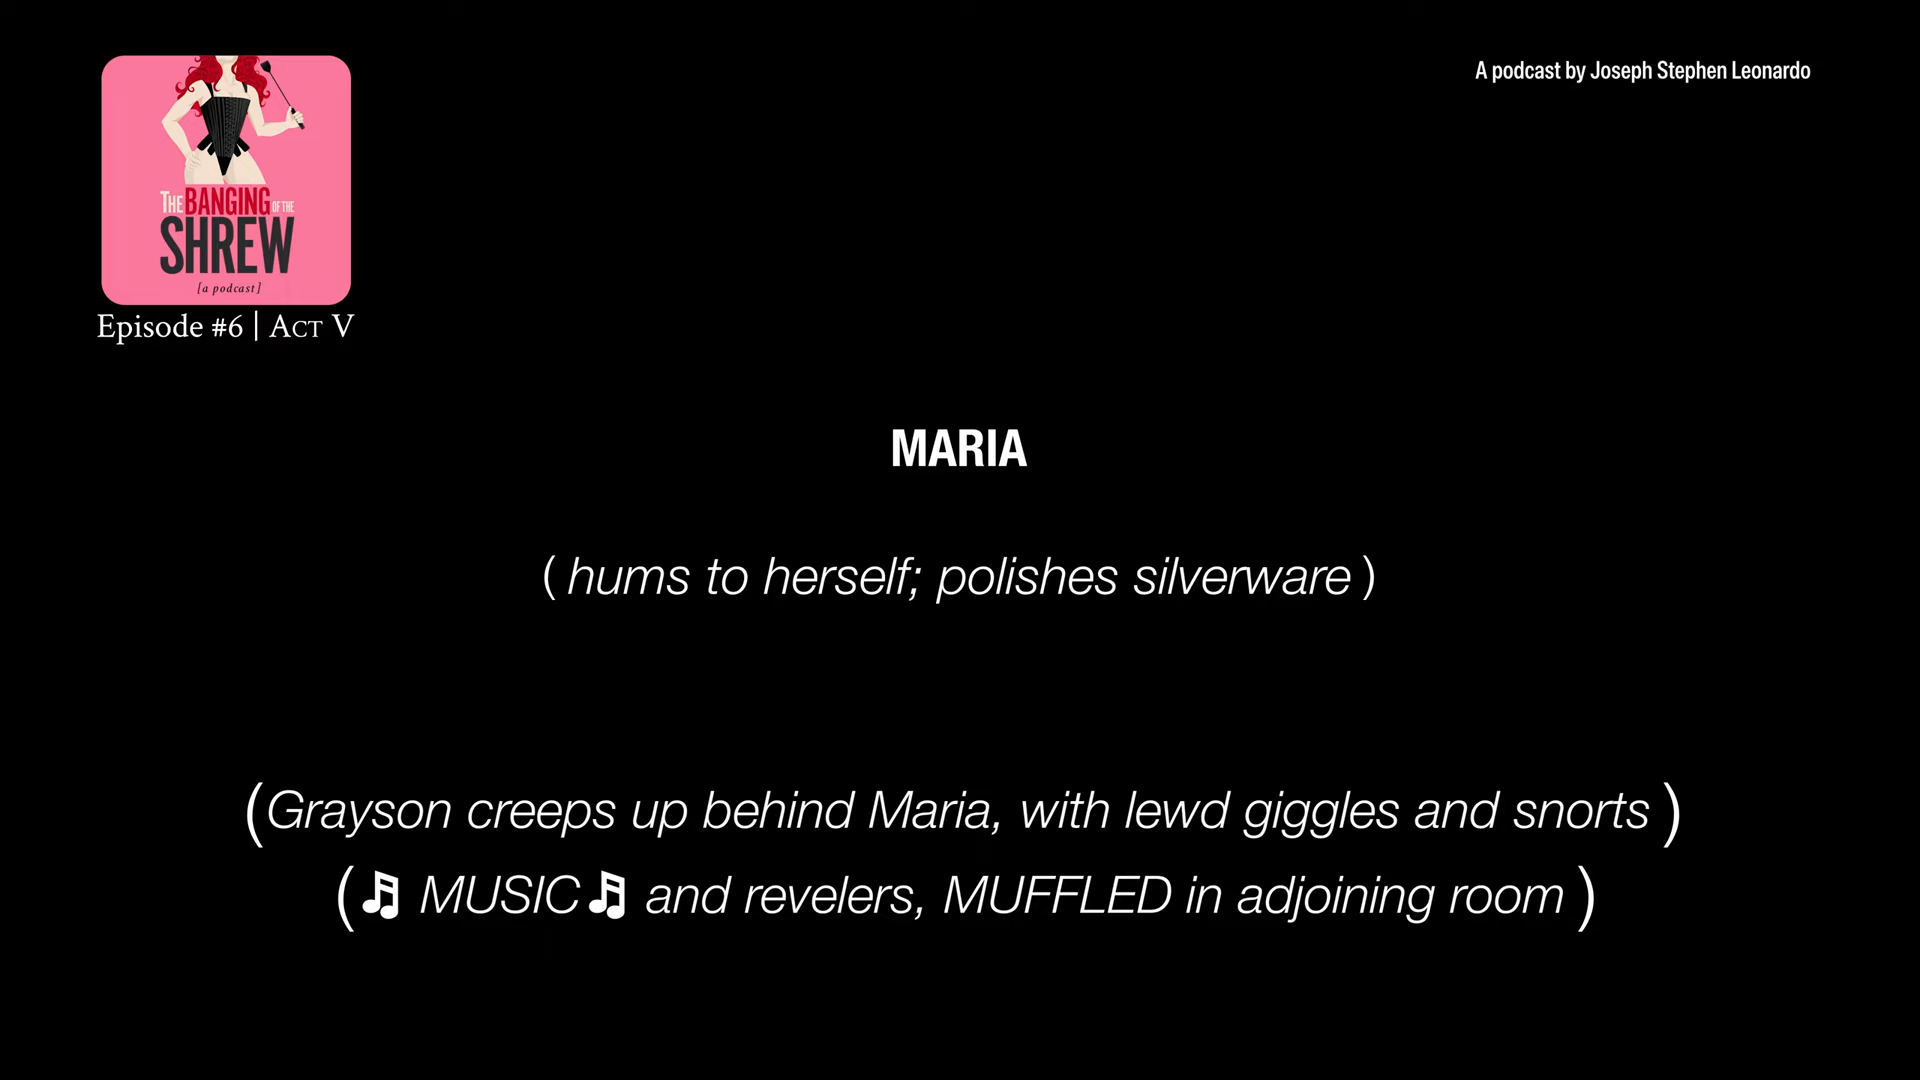 A podcast by Joseph Stephen Leonardo
THE BANGING OF THE
SHREW
[a podcast]
Episode #6 | ACT V
MARIA
( hums to herself; polishes silverware )
(Grayson creeps up behind Maria, with lewd giggles and snorts )
(🎵 MUSIC 🎵 and revelers, MUFFLED in adjoining room )